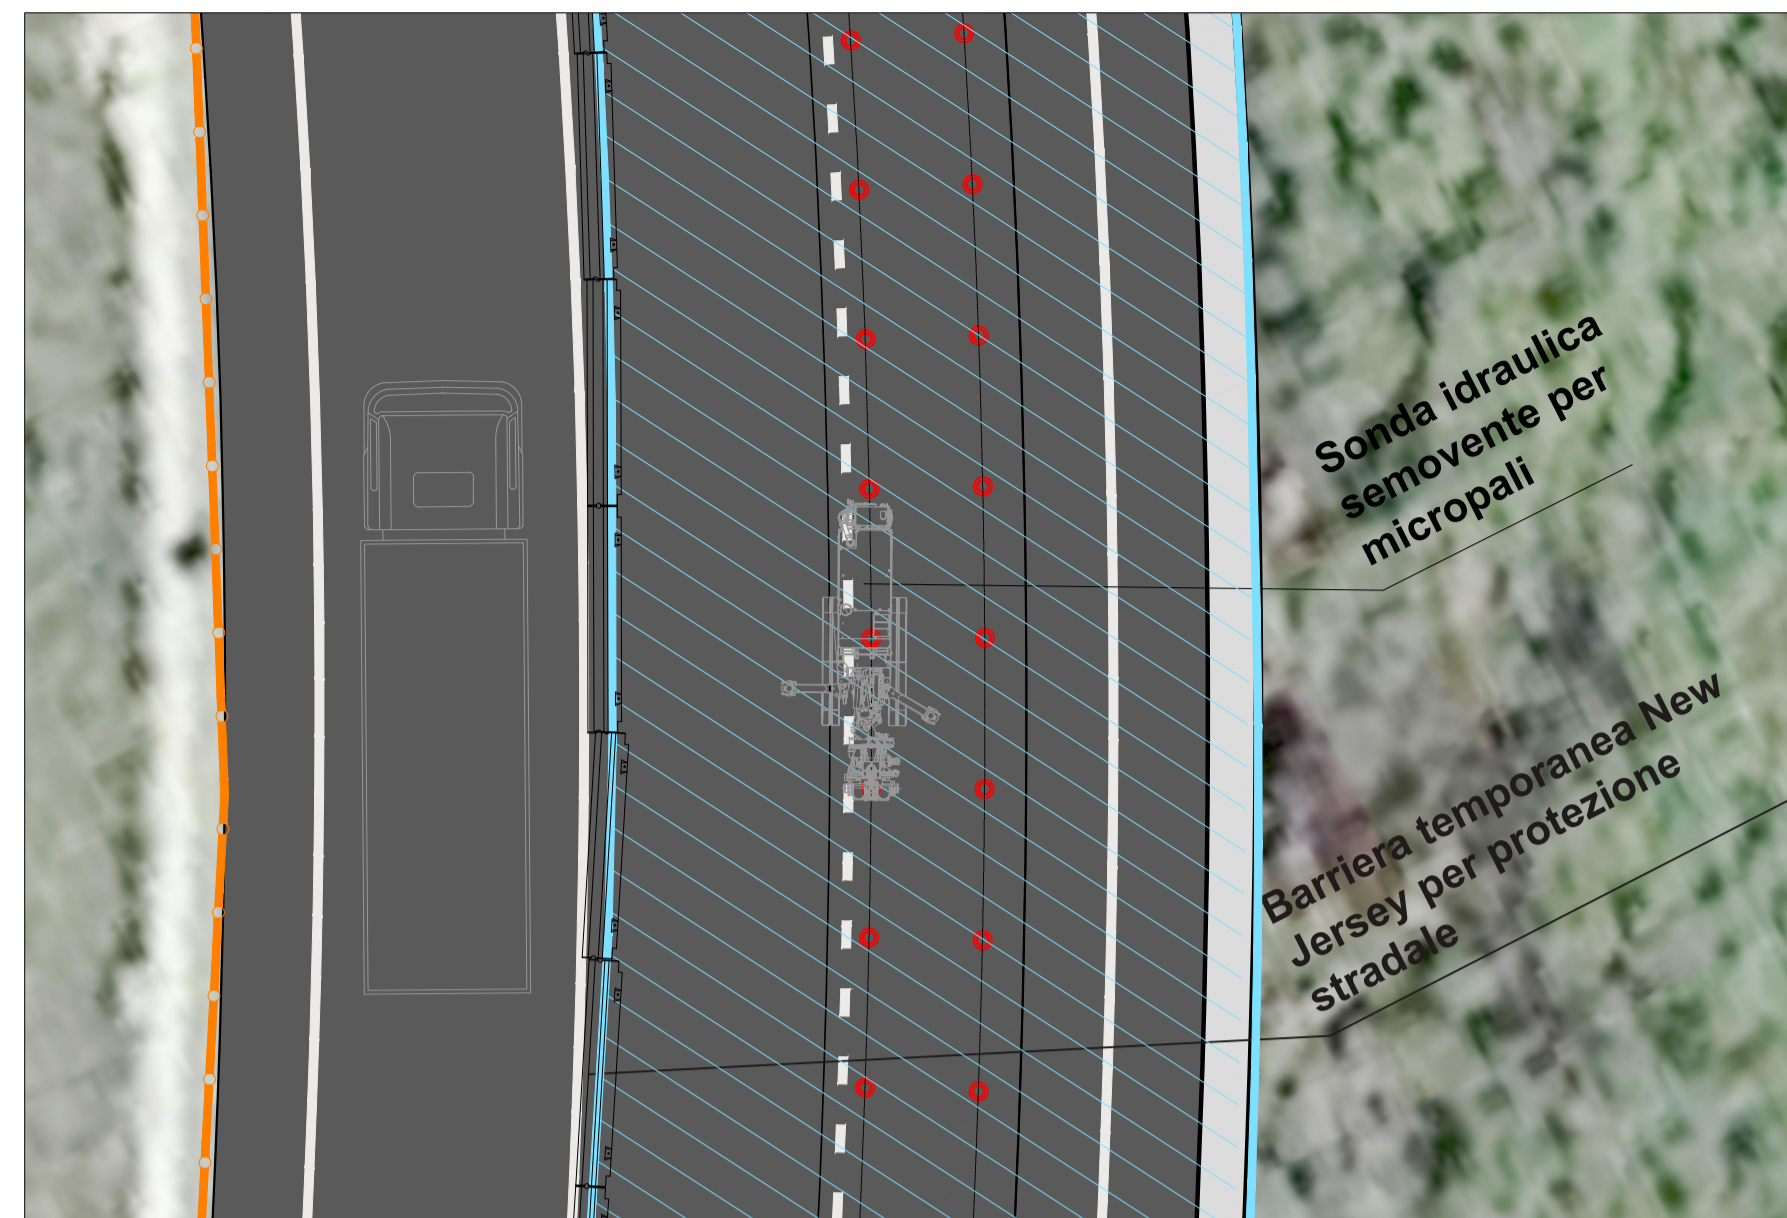 Sonda idraulica
semovente per
micropali
Barriera temporanea New
Jersey per protezione
stradale